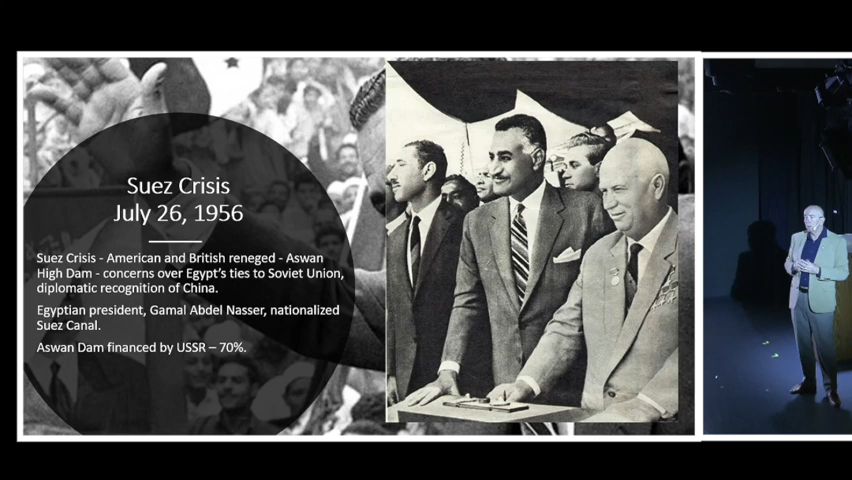 Suez Crisis
July 26, 1956
Suez Crisis - American and British reneged - Aswan
High Dam - concerns over Egypt's ties to Soviet Union,
diplomatic recognition of China.
Egyptian president, Gamal Abdel Nasser, nationalized
Suez Canal.
Aswan Dam financed by USSR – 70%.